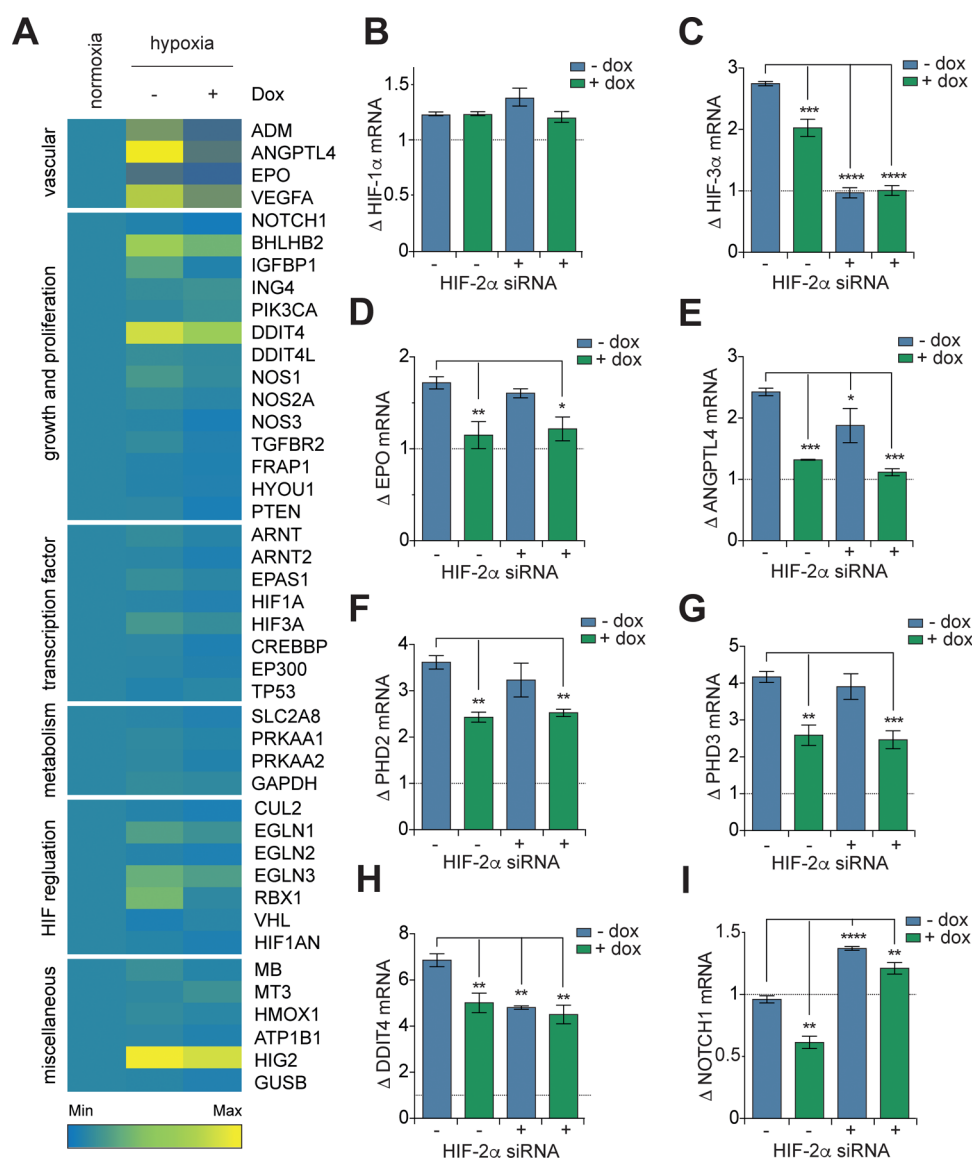 A
normoxia
hypoxia
- + Dox
vascular
ADM
ANGPTL4
EPO
VEGFA
growth and proliferation
NOTCH1
BHLHB2
IGFBP1
ING4
PIK3CA
DDIT4
DDIT4L
NOS1
NOS2A
NOS3
TGFBR2
FRAP1
HYOU1
PTEN
transcription factor
ARNT
ARNT2
EPAS1
HIF1A
HIF3A
CREBBP
EP300
TP53
metabolism
SLC2A8
PRKAA1
PRKAA2
GAPDH
HIF regluation
CUL2
EGLN1
EGLN2
EGLN3
RBX1
VHL
HIF1AN
miscellaneous
MB
MT3
HMOX1
ATP1B1
HIG2
GUSB
Min Max
B
- dox
+ dox
Δ HIF-1α mRNA
1.5
1
0.5
0
- - + +
HIF-2α siRNA
C
- dox
+ dox
Δ HIF-3α mRNA
3
2
1
0
*** **** ****
- - + +
HIF-2α siRNA
D
- dox
+ dox
Δ EPO mRNA
2
1
0
** *
- - + +
HIF-2α siRNA
E
- dox
+ dox
Δ ANGPTL4 mRNA
3
2
1
0
*** * ***
- - + +
HIF-2α siRNA
F
- dox
+ dox
Δ PHD2 mRNA
4
3
2
1
0
** **
- - + +
HIF-2α siRNA
G
- dox
+ dox
Δ PHD3 mRNA
5
4
3
2
1
0
** ***
- - + +
HIF-2α siRNA
H
- dox
+ dox
Δ DDIT4 mRNA
8
6
4
2
0
** ** **
- - + +
HIF-2α siRNA
I
- dox
+ dox
Δ NOTCH1 mRNA
1.5
1
0.5
0
** **** **
- - + +
HIF-2α siRNA